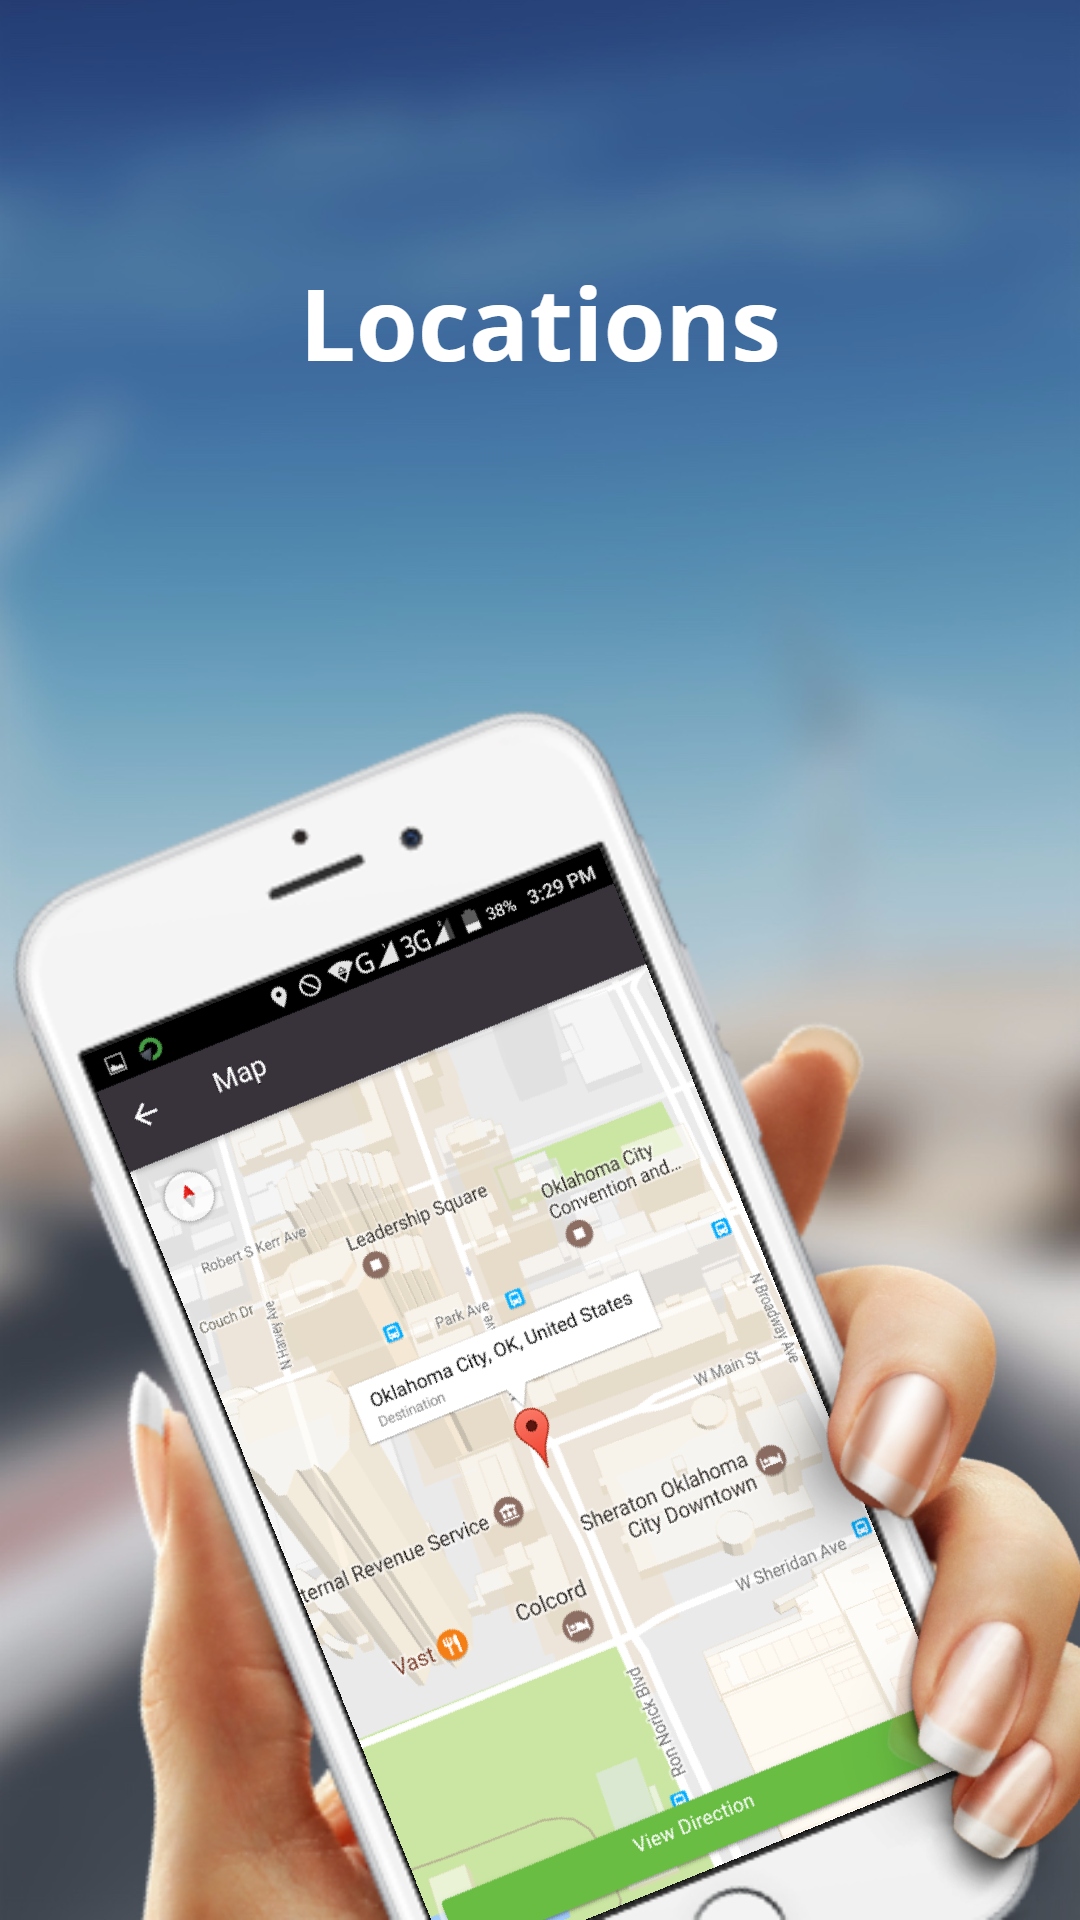 Locations
G 3G 38% 3:29 PM
Map
Oklahoma City
Convention and...
Leadership Square
Robert S Kerr Ave
Couch Dr
N Harvey Ave
Park Ave
N Broadway Ave
Oklahoma City, OK, United States
Destination
W Main St
Sheraton Oklahoma
City Downtown
ternal Revenue Service
W Sheridan Ave
Colcord
Vast
Ron Norick Blvd
View Direction